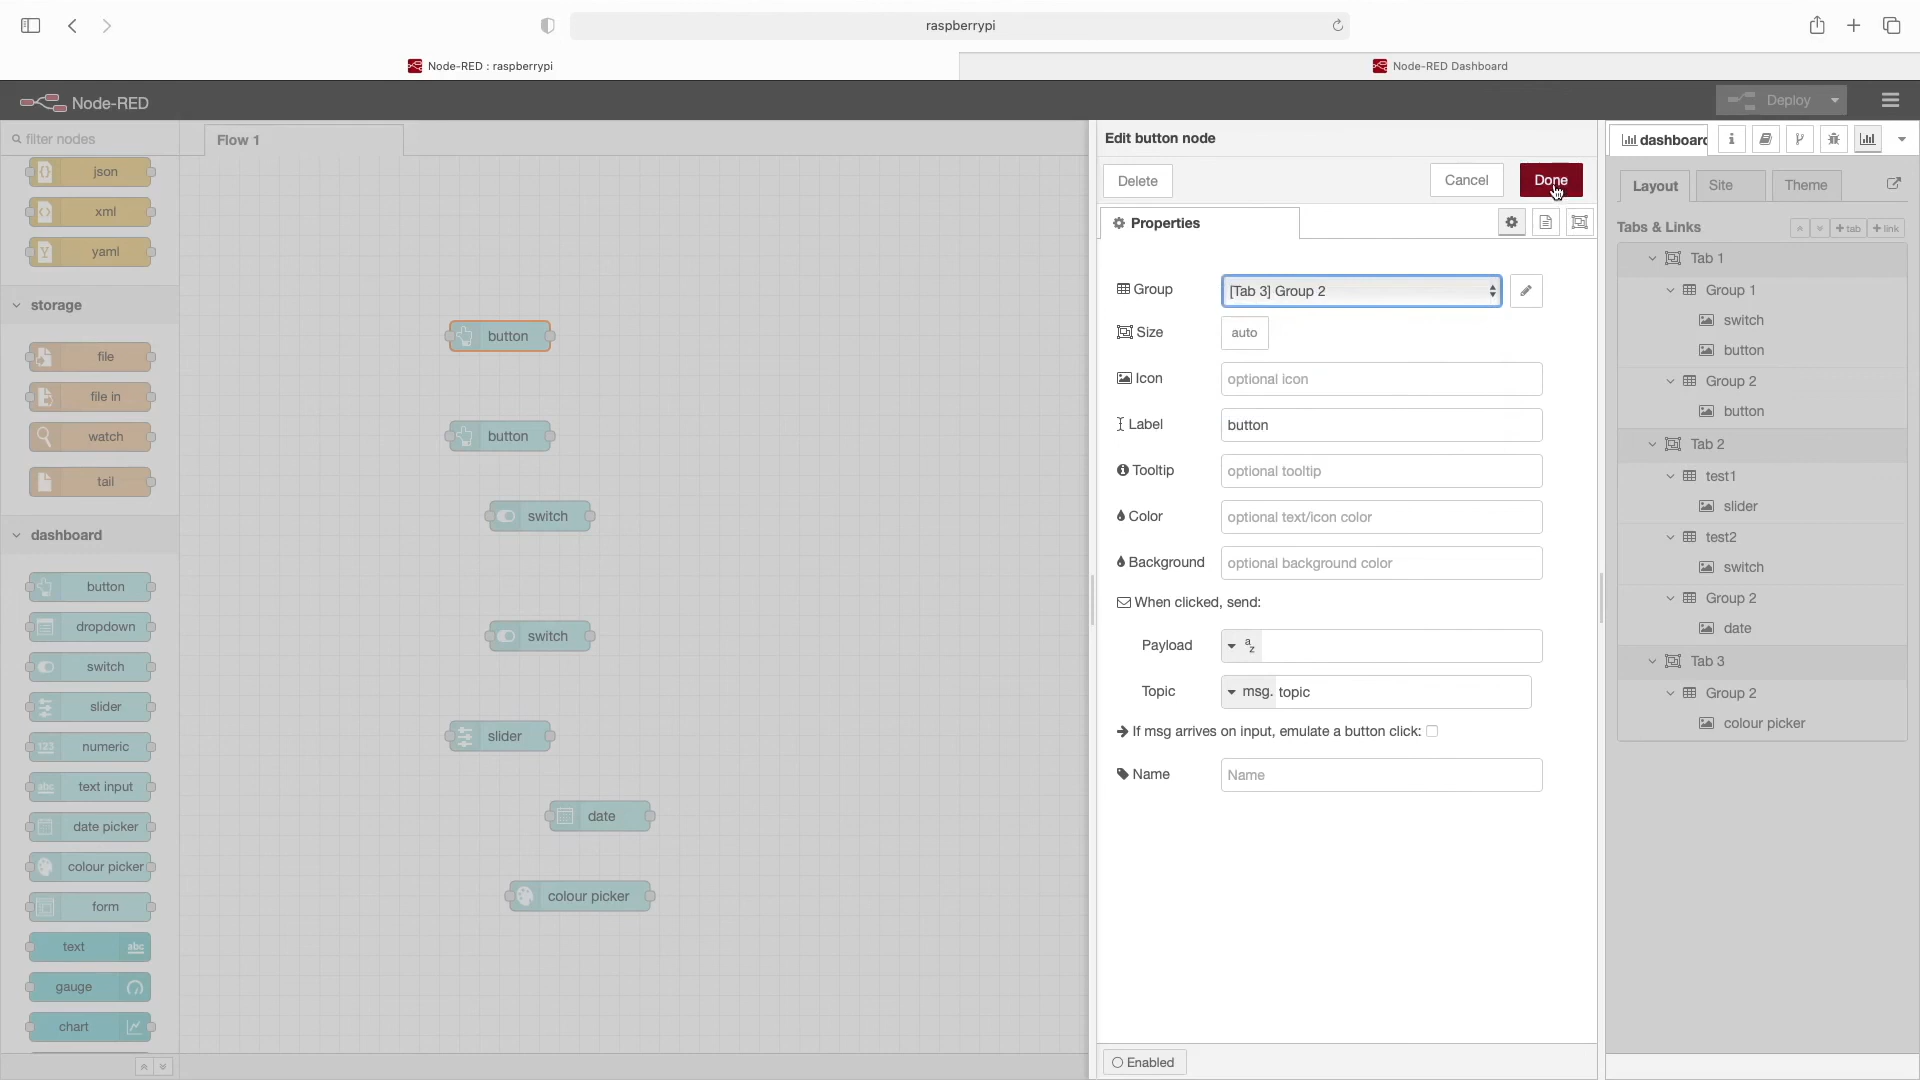 raspberrypi
Node-RED : raspberrypi
Node-RED Dashboard
Node-RED
Deploy
filter nodes
Flow 1
json
xml
yaml
storage
file
file in
watch
tail
dashboard
button
dropdown
switch
slider
123 numeric
abc text input
date picker
colour picker
form
text abc
gauge
chart
button
button
switch
switch
slider
date
colour picker
Edit button node
Delete
Cancel
Done
Properties
Group
[Tab 3] Group 2
Size
auto
Icon
optional icon
Label
button
Tooltip
optional tooltip
Color
optional text/icon color
Background
optional background color
When clicked, send:
Payload
a z
Topic
msg. topic
If msg arrives on input, emulate a button click:
Name
Name
Enabled
dashboard
i
Layout
Site
Theme
Tabs & Links
+ tab
+ link
Tab 1
Group 1
switch
button
Group 2
button
Tab 2
test1
slider
test2
switch
Group 2
date
Tab 3
Group 2
colour picker